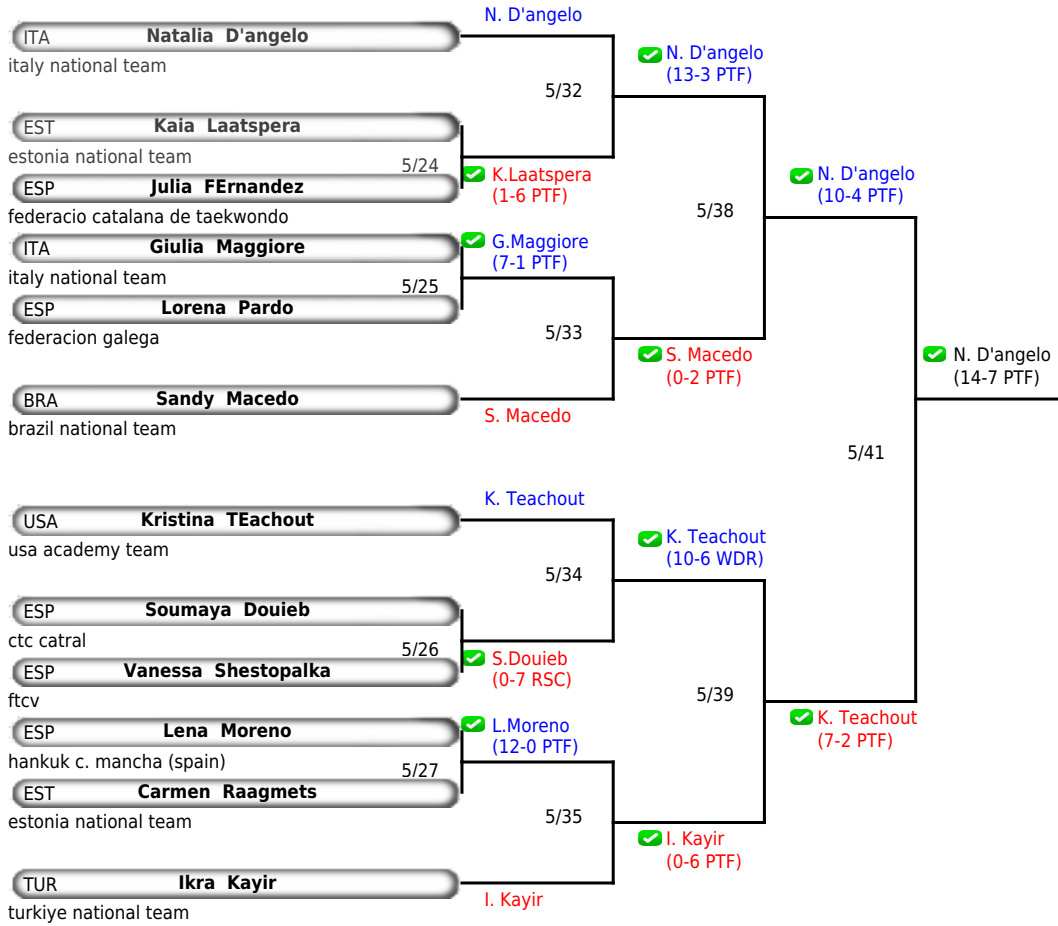 N. D'angelo
ITA Natalia D'angelo
italy national team
N. D'angelo
(13-3 PTF)
5/32
EST Kaia Laatspera
estonia national team
5/24
ESP Julia FErnandez
federacio catalana de taekwondo
K.Laatspera
(1-6 PTF)
N. D'angelo
(10-4 PTF)
5/38
ITA Giulia Maggiore
italy national team
G.Maggiore
(7-1 PTF)
5/25
ESP Lorena Pardo
federacion galega
5/33
S. Macedo
(0-2 PTF)
N. D'angelo
(14-7 PTF)
BRA Sandy Macedo
brazil national team
S. Macedo
5/41
K. Teachout
USA Kristina TEachout
usa academy team
K. Teachout
(10-6 WDR)
5/34
ESP Soumaya Douieb
ctc catral
5/26
ESP Vanessa Shestopalka
ftcv
S.Douieb
(0-7 RSC)
5/39
K. Teachout
(7-2 PTF)
ESP Lena Moreno
hankuk c. mancha (spain)
L.Moreno
(12-0 PTF)
5/27
EST Carmen Raagmets
estonia national team
5/35
I. Kayir
(0-6 PTF)
TUR Ikra Kayir
turkiye national team
I. Kayir